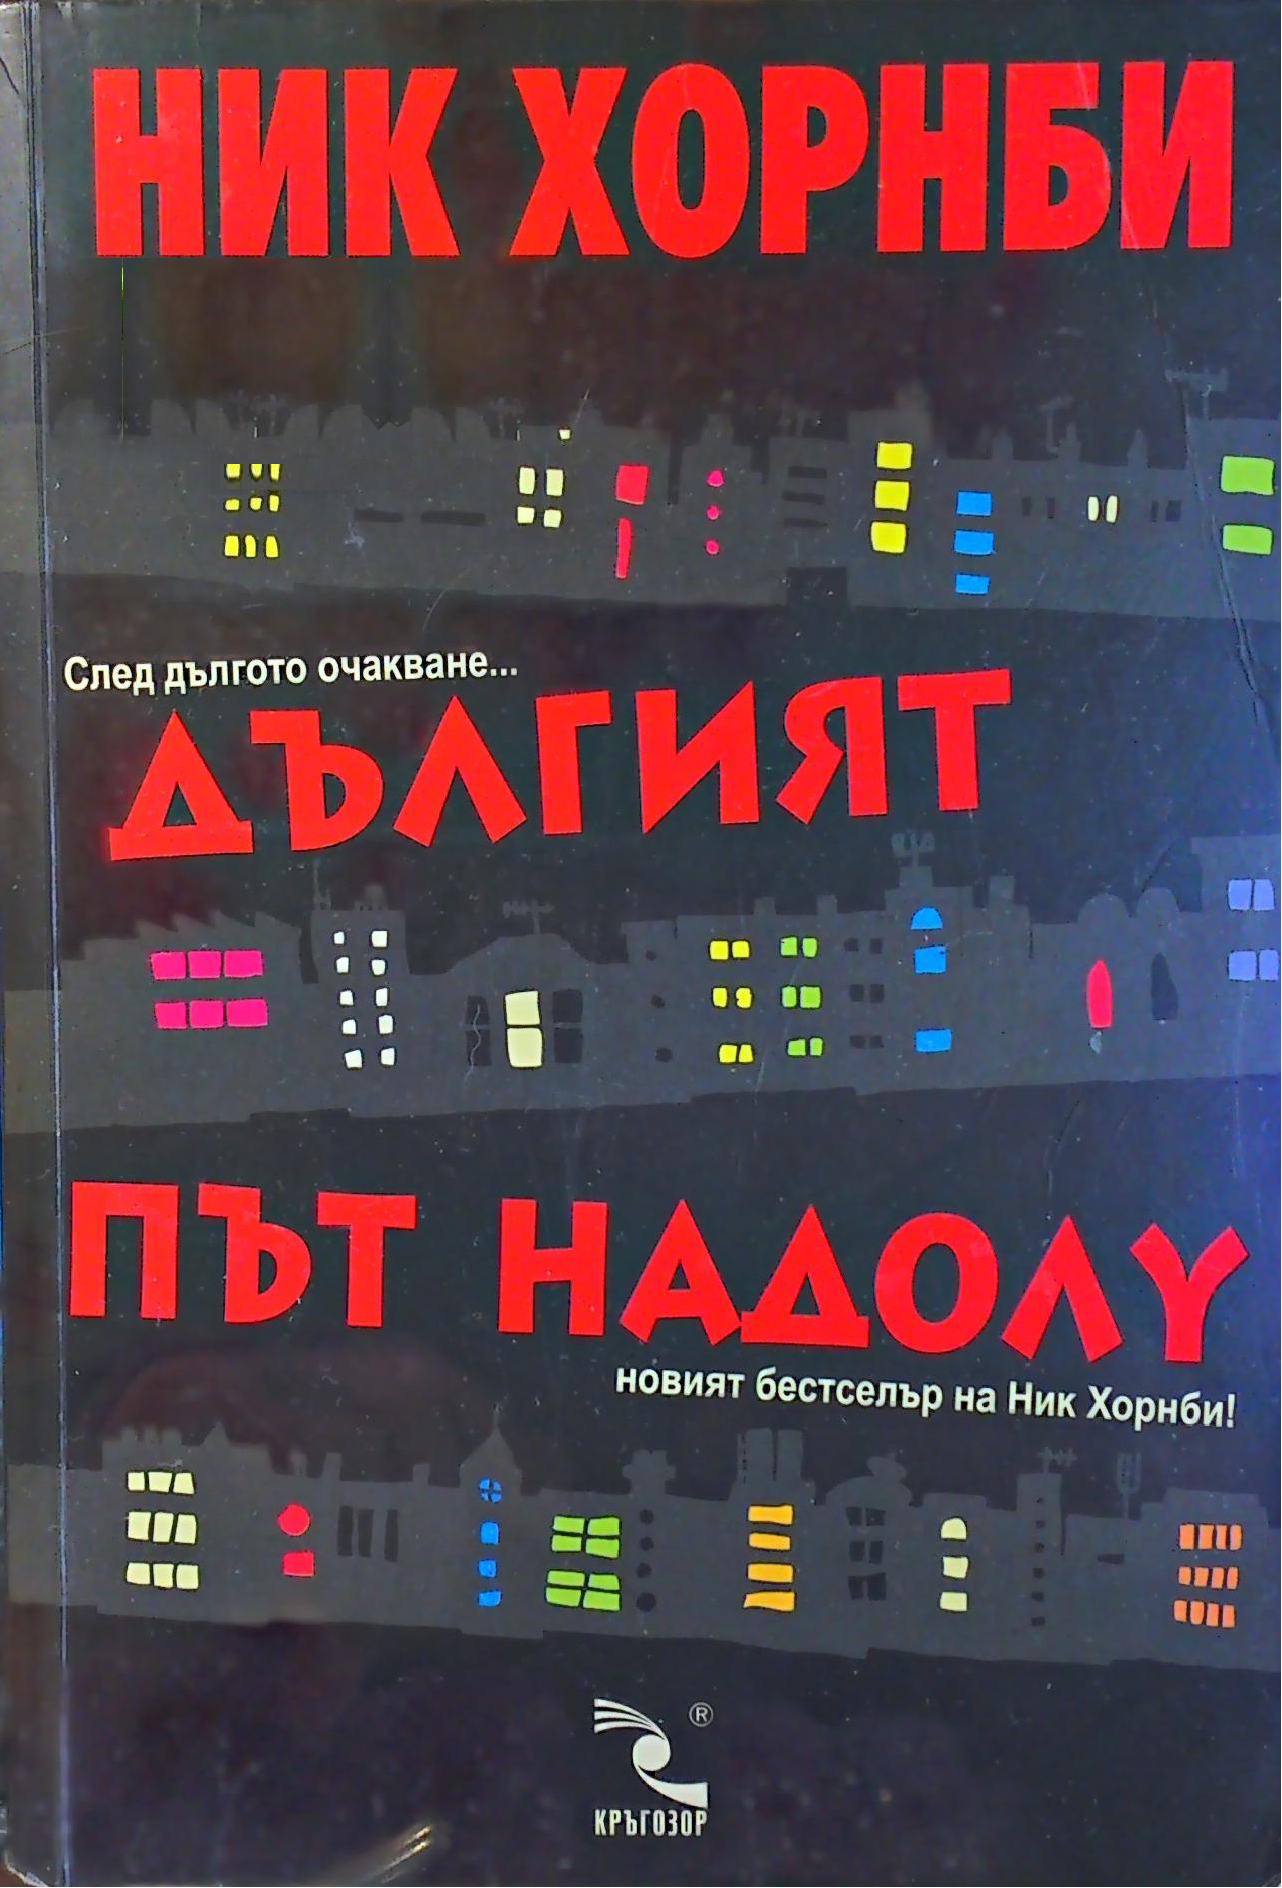 НИК ХОРНБИ
След дългото очакване...
ДЪЛГИЯТ
ПЪТ НАДОЛУ
новият бестселър на Ник Хорнби!
®
КРЪГОЗОР